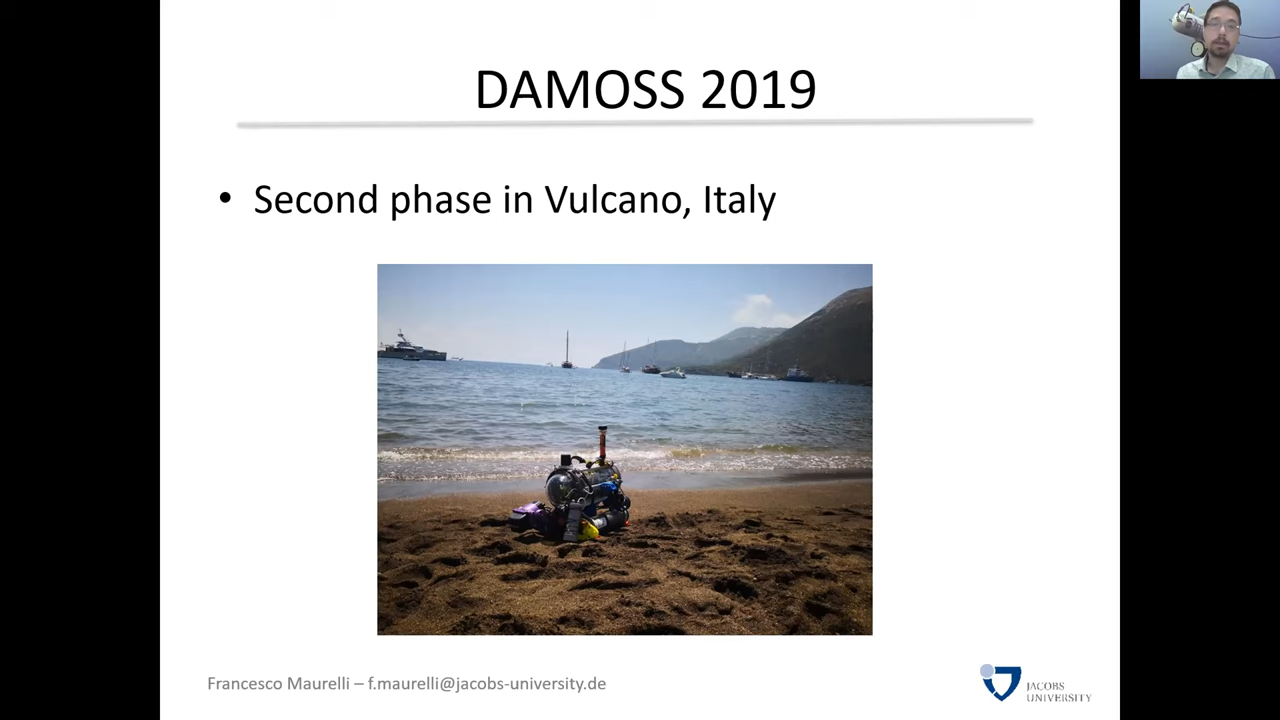 DAMOSS 2019
• Second phase in Vulcano, Italy
Francesco Maurelli – f.maurelli@jacobs-university.de
JACOBS
UNIVERSITY